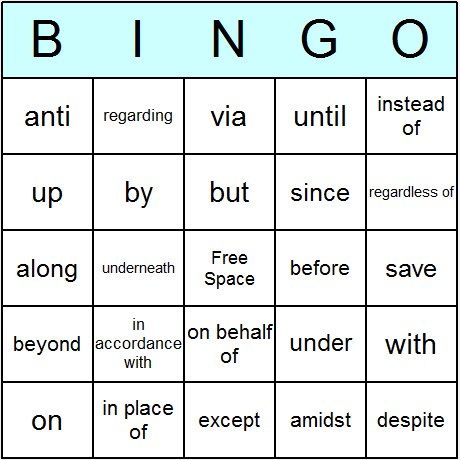 B I N G O
anti regarding via until instead
of
up by but since regardless of
along underneath Free
Space before save
beyond in
accordance
with on behalf
of under with
on in place
of except amidst despite